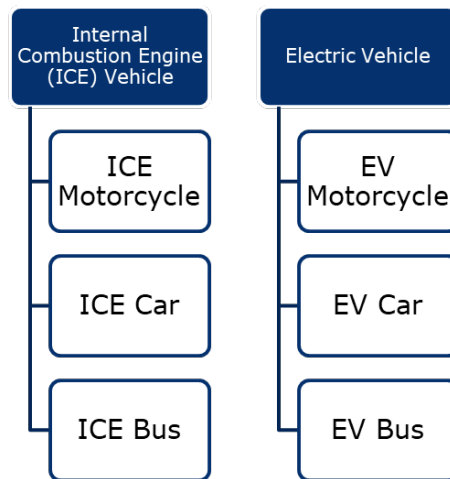 Internal
Combustion Engine
(ICE) Vehicle
ICE
Motorcycle
ICE Car
ICE Bus
Electric Vehicle
EV
Motorcycle
EV Car
EV Bus